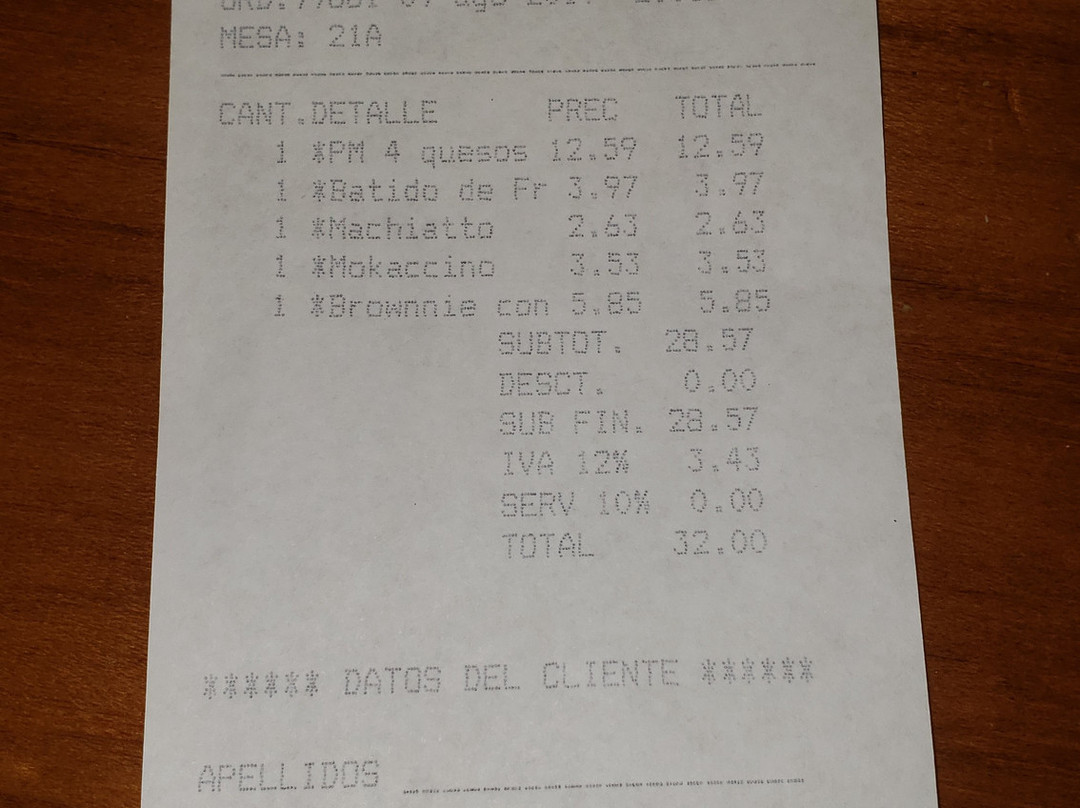 MESA: 21A
CANT.DETALLE PREC TOTAL
1 *PM 4 quesos 12.59 12.59
1 *Batido de Fr 3.97 3.97
1 *Machiatto 2.63 2.63
1 *Mokaccino 3.53 3.53
1 *Brownnie con 5.85 5.85
SUBTOT. 28.57
DESCT. 0.00
SUB FIN. 28.57
IVA 12% 3.43
SERV 10% 0.00
TOTAL 32.00
****** DATOS DEL CLIENTE ******
APELLIDOS